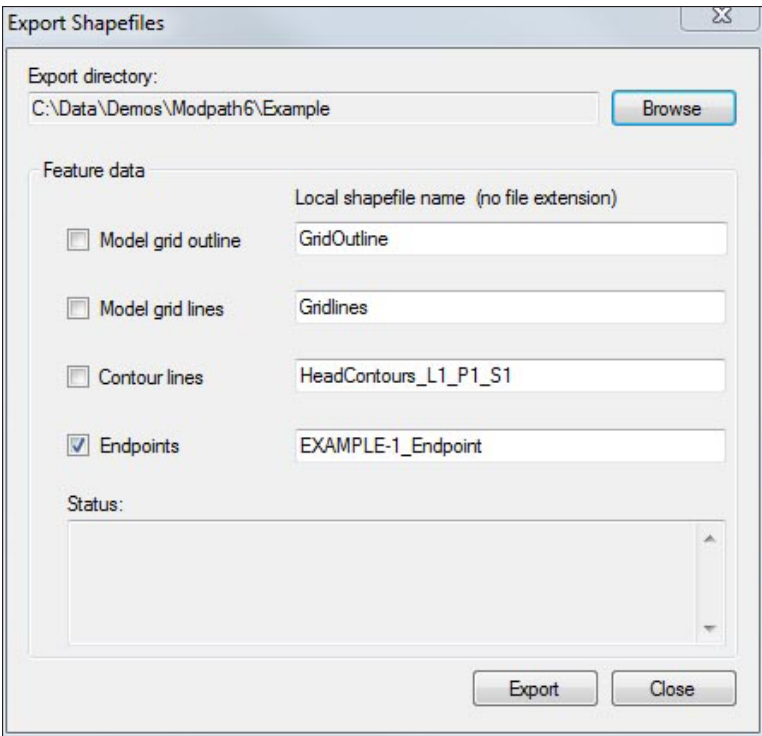 Export Shapefiles
Export directory:
C:\Data\Demos\Modpath6\Example
Browse
Feature data
Local shapefile name (no file extension)
Model grid outline GridOutline
Model grid lines Gridlines
Contour lines HeadContours_L1_P1_S1
Endpoints EXAMPLE-1_Endpoint
Status:
Export Close